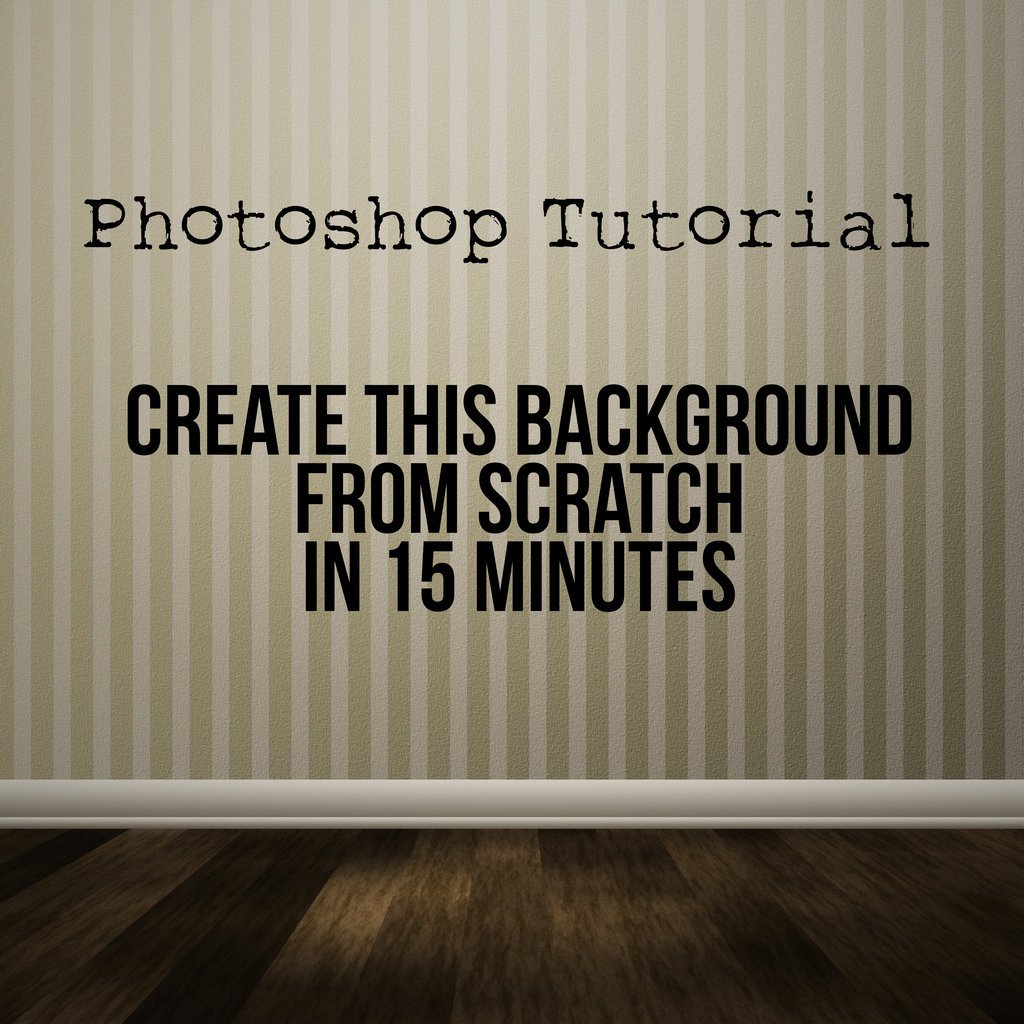 Photoshop Tutorial
CREATE THIS BACKGROUND
FROM SCRATCH
IN 15 MINUTES